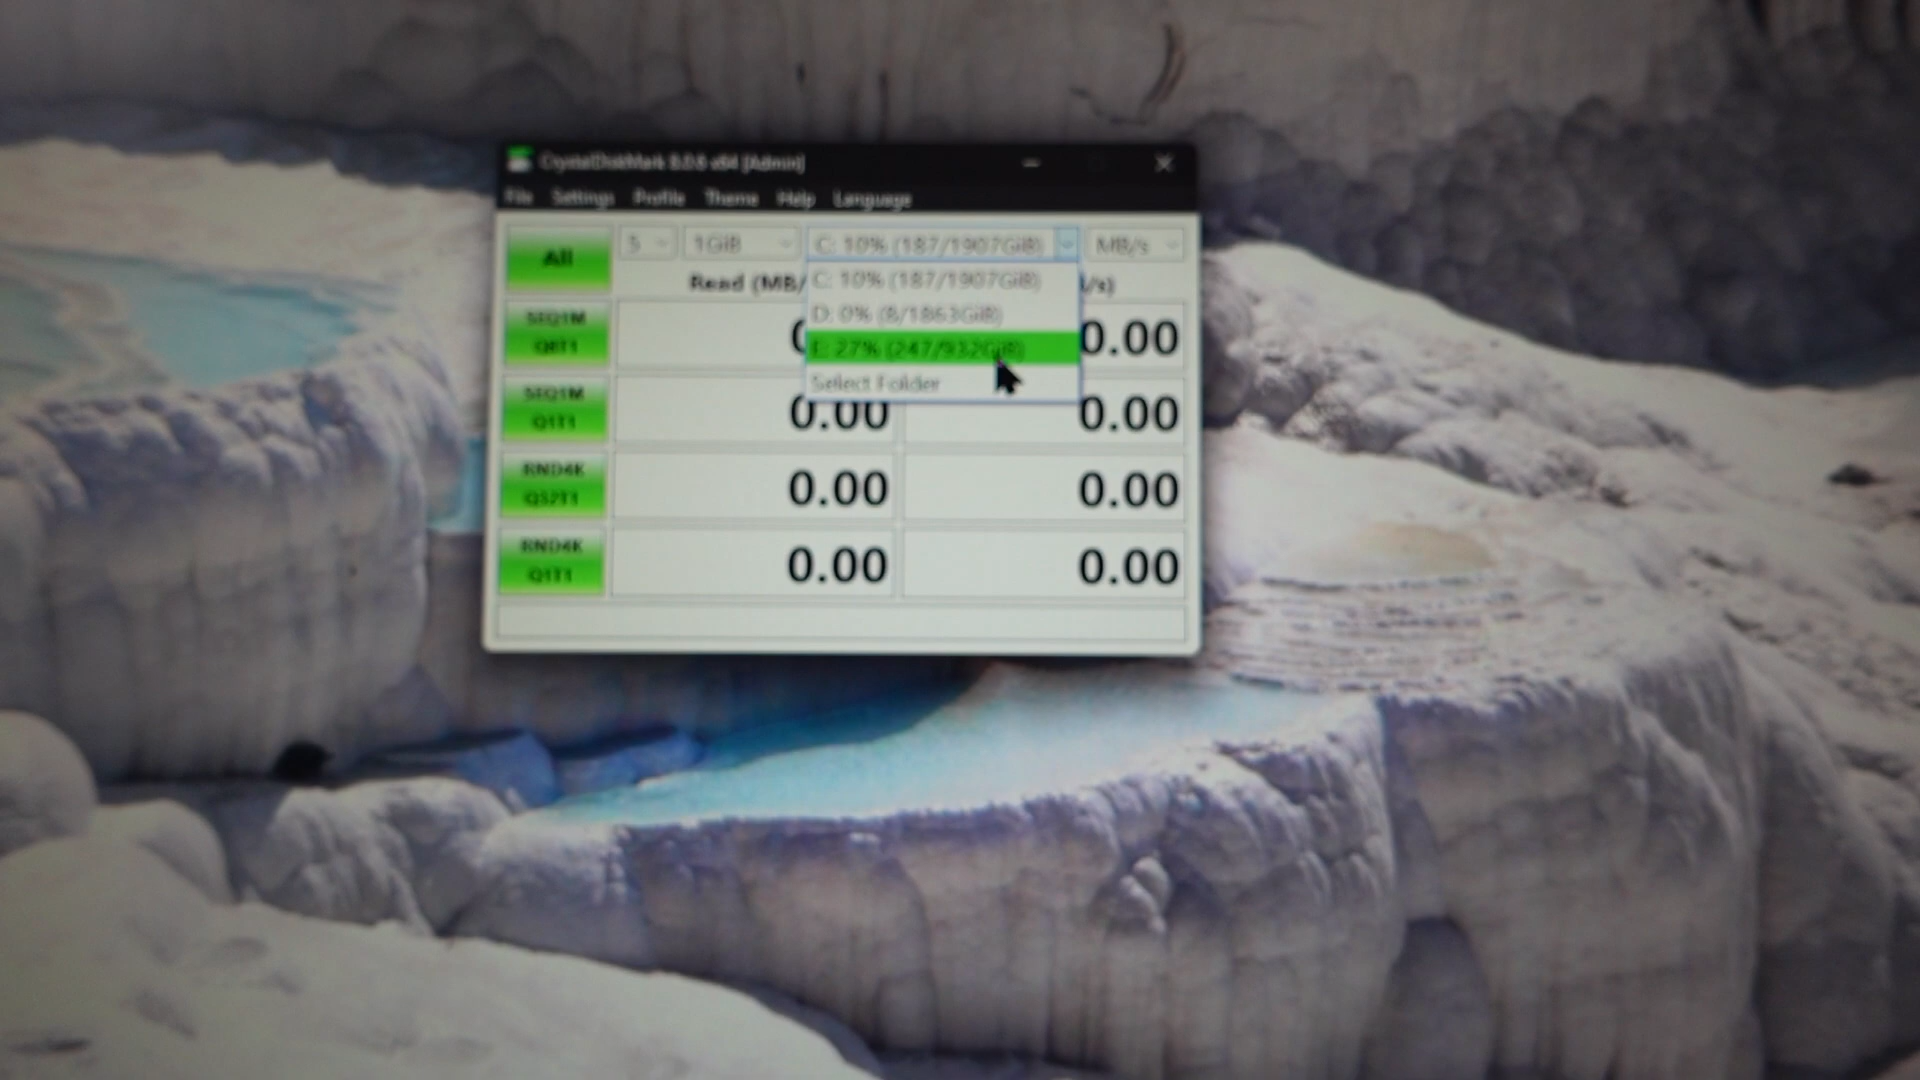 CrystalDiskMark 8.0.6 x64 [Admin]
File Settings Profile Theme Help Language
All 5 1GiB C: 10% (187/1907GiB) MB/s
Read (MB/ /s)
C: 10% (187/1907GiB)
D: 0% (8/1863GiB)
E: 27% (247/932GiB)
Select Folder
SEQ1M
Q8T1
0.00
SEQ1M
Q1T1
0.00 0.00
RND4K
Q32T1
0.00 0.00
RND4K
Q1T1
0.00 0.00